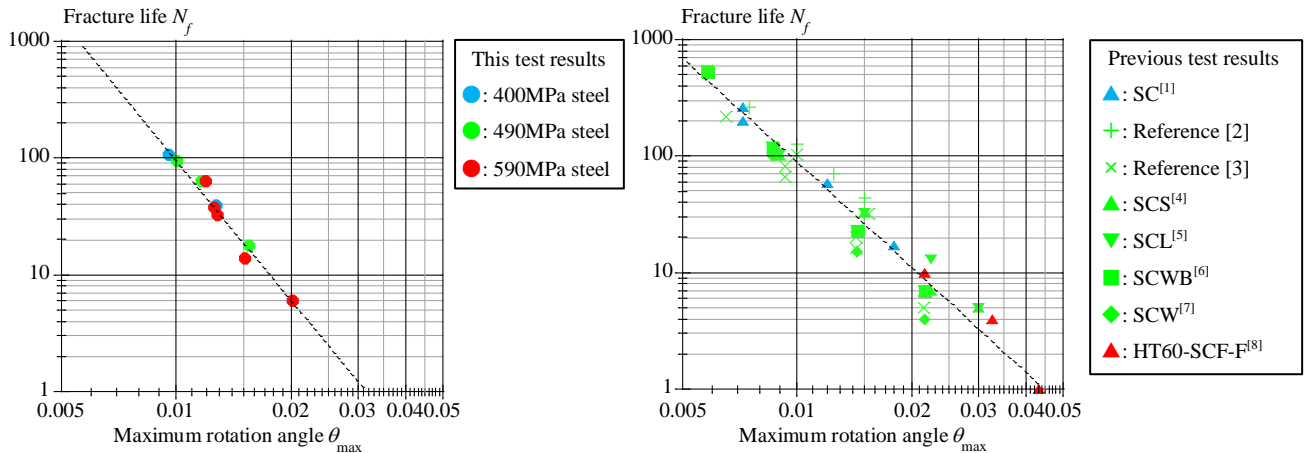 Fracture life N_f
1000
100
10
1
0.005 0.01 0.02 0.03 0.04 0.05
Maximum rotation angle θ_max
This test results
: 400MPa steel
: 490MPa steel
: 590MPa steel
Fracture life N_f
1000
100
10
1
0.005 0.01 0.02 0.03 0.04 0.05
Maximum rotation angle θ_max
Previous test results
: SC[1]
: Reference [2]
: Reference [3]
: SCS[4]
: SCL[5]
: SCWB[6]
: SCW[7]
: HT60-SCF-F[8]